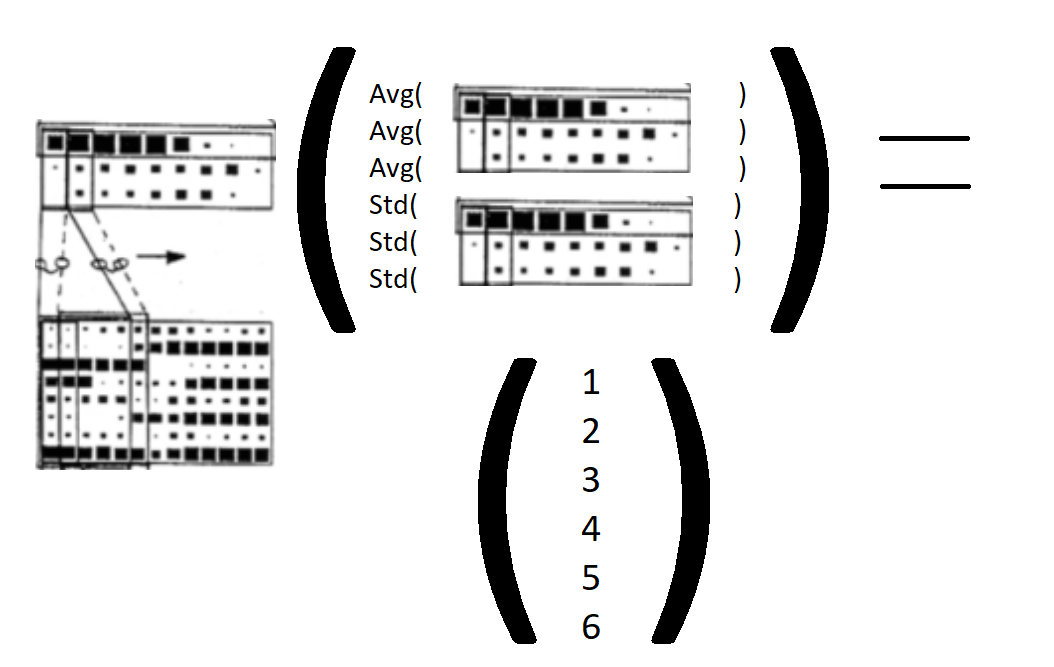 Avg( )
Avg( )
Avg( )
Std( )
Std( )
Std( )
1
2
3
4
5
6